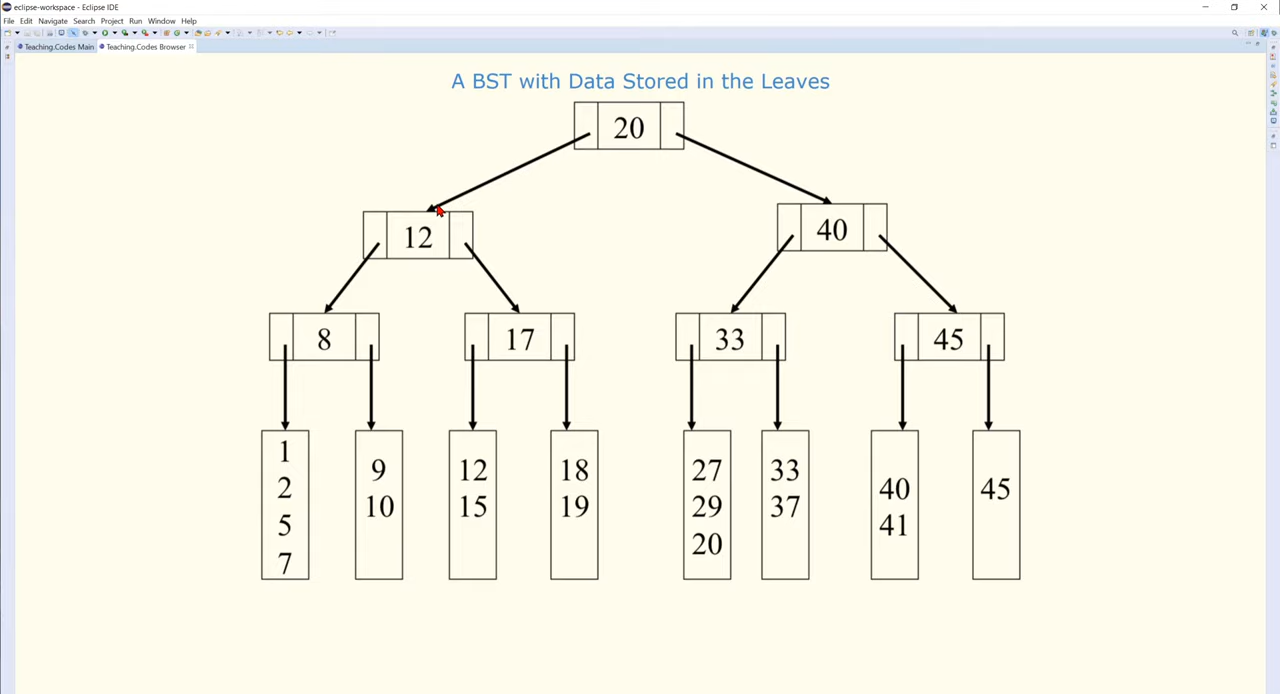 eclipse-workspace - Eclipse IDE
File Edit Navigate Search Project Run Window Help
Teaching.Codes Main Teaching.Codes Browser
A BST with Data Stored in the Leaves
20
12 40
8 17 33 45
1 9 12 18 27 33 40 45
2 10 15 19 29 37 41
5 20
7